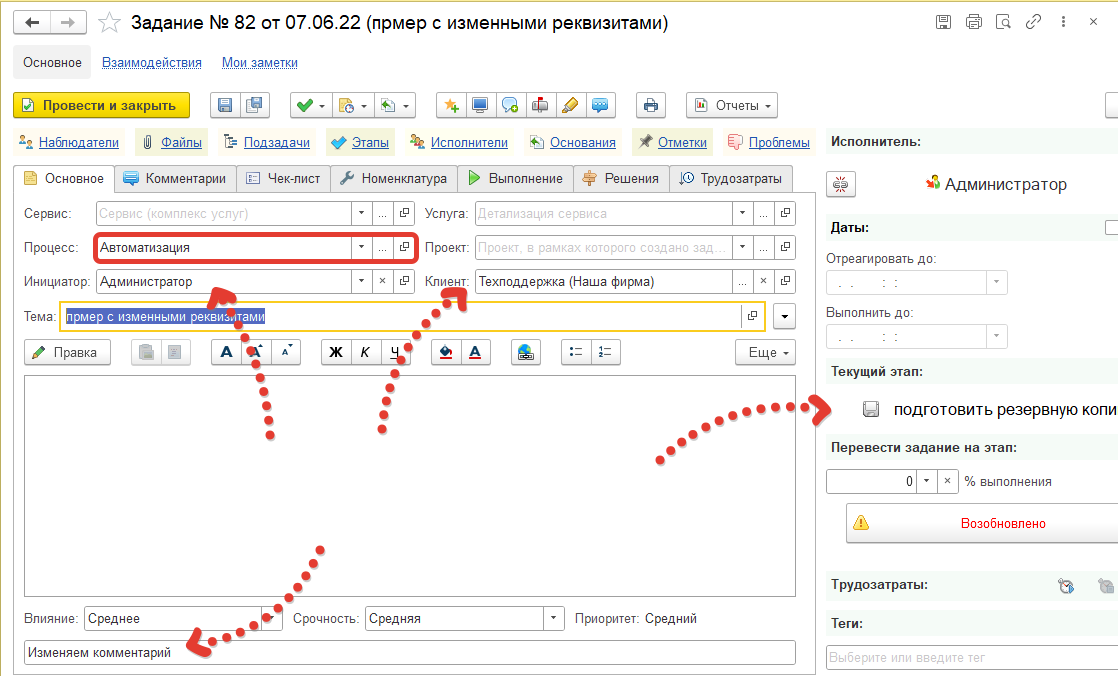 Задание № 82 от 07.06.22 (прмер с изменными реквизитами)
Основное Взаимодействия Мои заметки
Провести и закрыть Отчеты
Наблюдатели Файлы Подзадачи Этапы Исполнители Основания Отметки Проблемы
Исполнитель:
Основное Комментарии Чек-лист Номенклатура Выполнение Решения Трудозатраты
Администратор
Сервис: Сервис (комплекс услуг) Услуга: Детализация сервиса
Процесс: Автоматизация Проект: Проект, в рамках которого создано зад...
Инициатор: Администратор Клиент: Техподдержка (Наша фирма)
Тема: прмер с изменными реквизитами
Правка A A A Ж К Ч A Еще
Даты:
Отреагировать до:
. . : :
Выполнить до:
. . : :
Текущий этап:
подготовить резервную копи
Перевести задание на этап:
0 % выполнения
Возобновлено
Трудозатраты:
Теги:
Выберите или введите тег
Влияние: Среднее Срочность: Средняя Приоритет: Средний
Изменяем комментарий